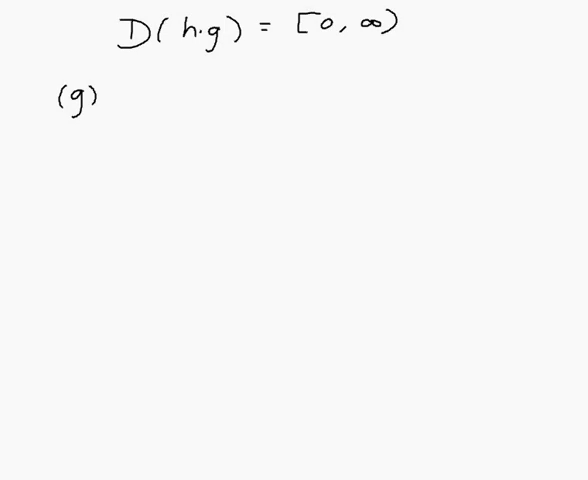 D(h·g) = [0, ∞)
(g)